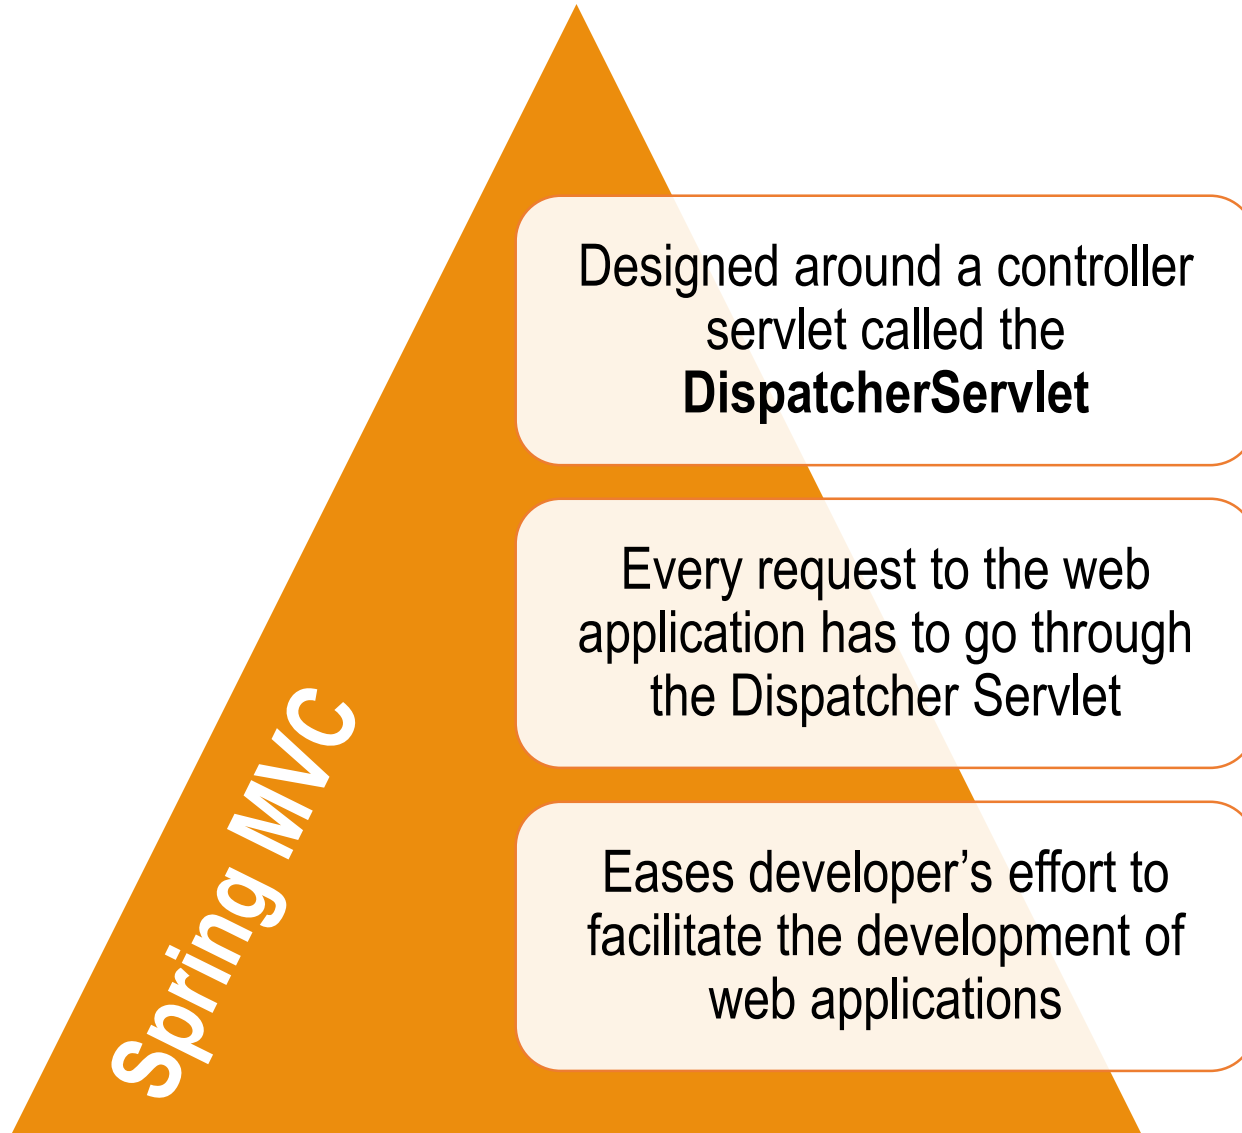 Designed around a controller
servlet called the
DispatcherServlet
Every request to the web
application has to go through
the Dispatcher Servlet
Eases developer’s effort to
facilitate the development of
web applications
Spring MVC